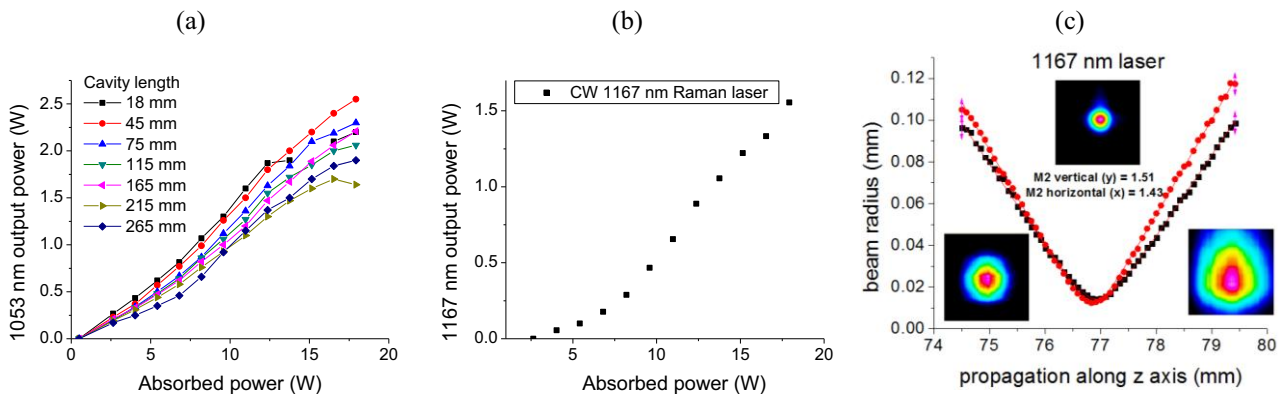 (a)
(b)
(c)
Cavity length
18 mm
45 mm
75 mm
115 mm
165 mm
215 mm
265 mm
2.5
2.0
1.5
1.0
0.5
0.0
0
5
10
15
20
1053 nm output power (W)
Absorbed power (W)
CW 1167 nm Raman laser
1.5
1.0
0.5
0.0
0
5
10
15
20
1167 nm output power (W)
Absorbed power (W)
1167 nm laser
M2 vertical (y) = 1.51
M2 horizontal (x) = 1.43
0.12
0.10
0.08
0.06
0.04
0.02
0.00
74
75
76
77
78
79
80
beam radius (mm)
propagation along z axis (mm)